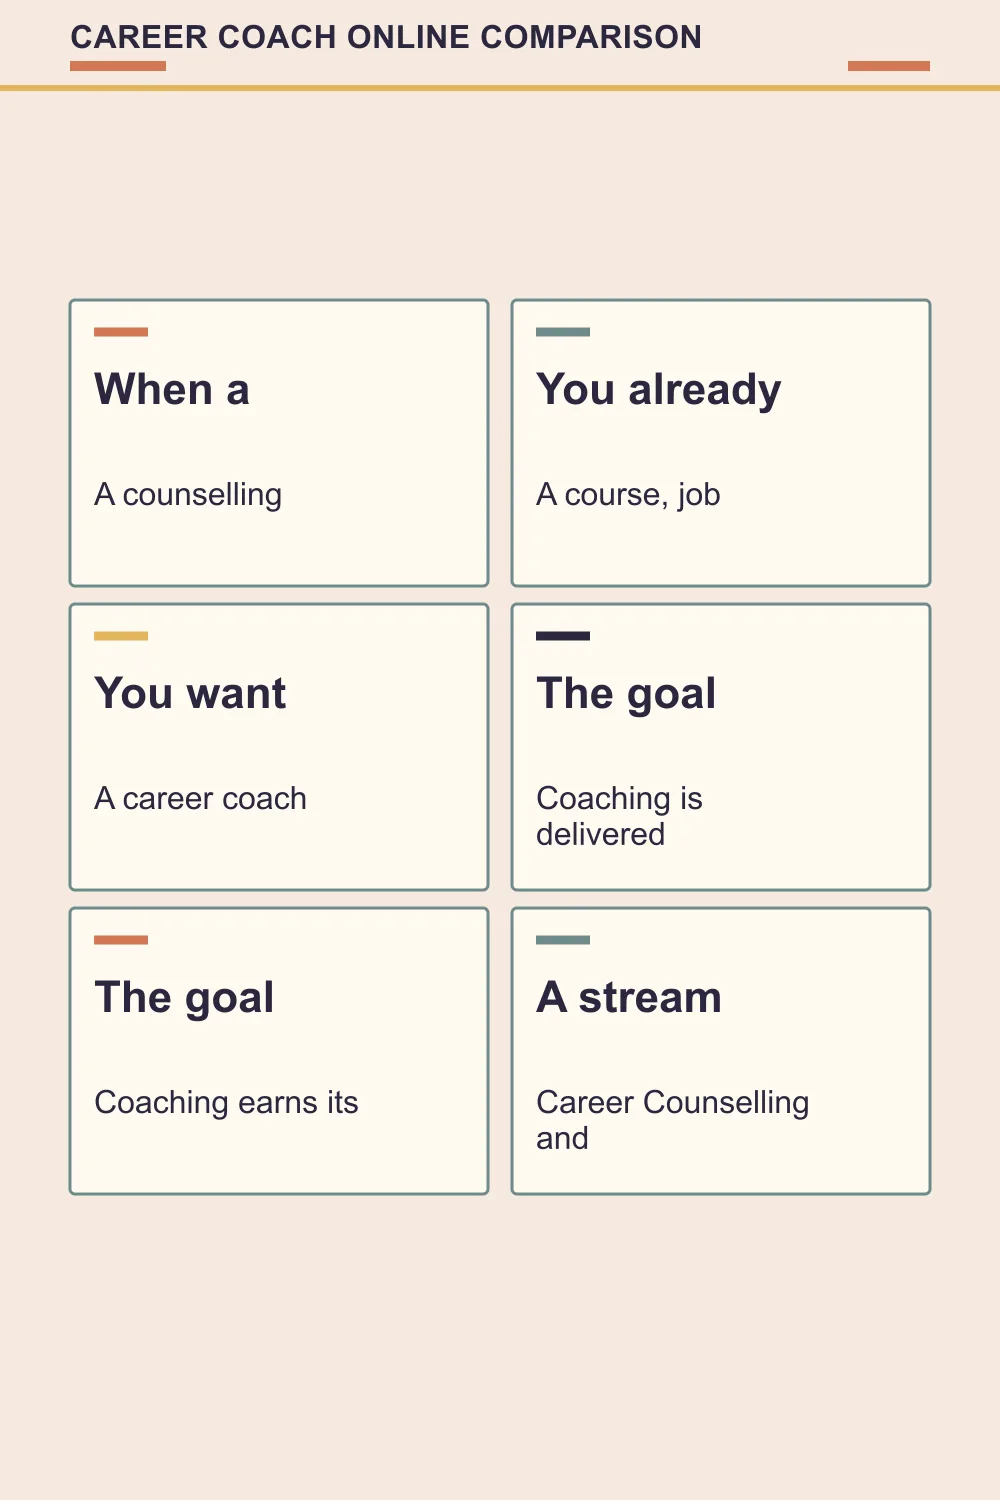 CAREER COACH ONLINE COMPARISON
When a
A counselling
You already
A course, job
You want
A career coach
The goal
Coaching is
delivered
The goal
Coaching earns its
A stream
Career Counselling
and